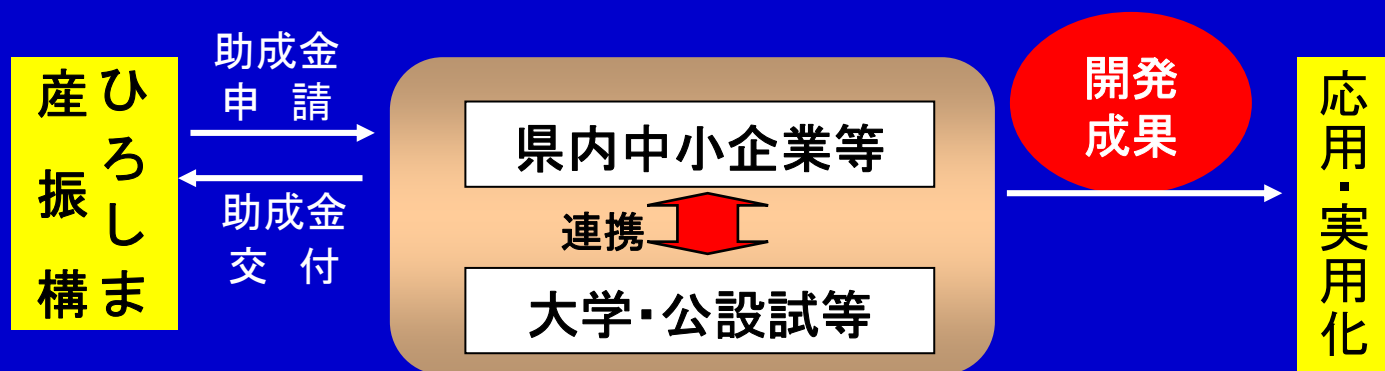 ひろしま
産振構
助成金
申請
助成金
交付
県内中小企業等
連携
大学・公設試等
開発
成果
応用・実用化